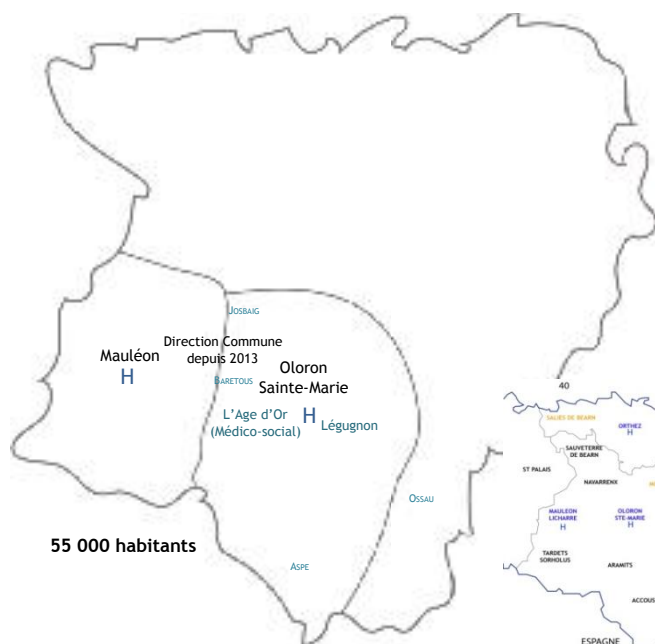 JOSBAIG
Direction Commune
depuis 2013
Mauléon
H
Oloron
Sainte-Marie
BARETOUS
L'Age d'Or
(Médico-social)
H
Légugnon
OSSAU
55 000 habitants
ASPE
40
SALIES DE BEARN
ORTHEZ
H
SAUVETERRE
DE BEARN
ST PALAIS
NAVARRENX
MAULEON
LICHARRE
H
OLORON
STE-MARIE
H
TARDETS
SORHOLUS
ARAMITS
ACCOUS
ESPAGNE